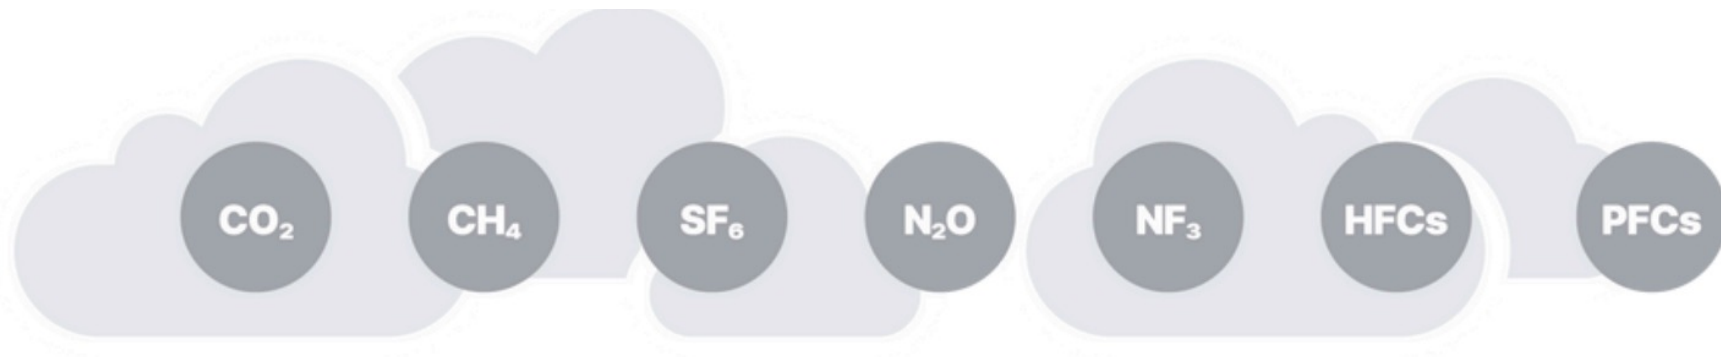 CO₂ CH₄ SF₆ N₂O NF₃ HFCs PFCs